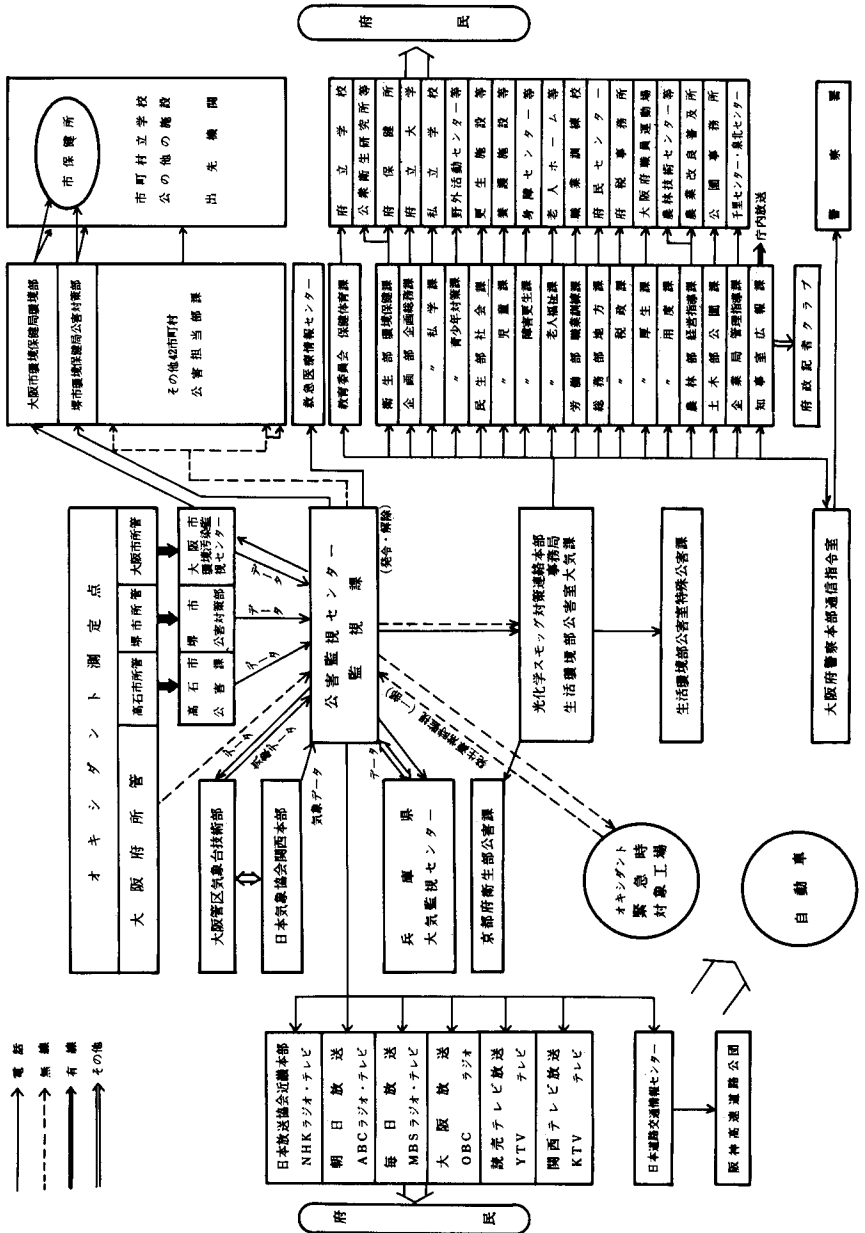 電話
無線
有線
その他
オキシダント測定点
大阪府所管
高石市所管
堺市所管
大阪市所管
高石市
公害課
堺市
公害対策部
大阪市
環境汚染監
視センター
データ
データ
データ
データ
気象データ
データ
大阪管区気象台技術部
日本気象協会関西本部
兵庫県
大気監視センター
京都府衛生部公害課
公害監視センター
監視課
(発令・解除)
発生源常時監視(一部)
オキシダント
緊急時
対象工場
自動車
光化学スモッグ対策連絡本部
事務局
生活環境部公害室大気課
生活環境部公害室特殊公害課
大阪府警察本部通信指令室
警察署
大阪市環境保健局環境部
堺市環境保健局公害対策部
その他42市町村
公害担当部課
市保健所
市町村立学校
公の他の施設
出先機関
救急医療情報センター
教育委員会 保健体育課
衛生部 環境保健課
企画部 企画総務課
〃 私学課
〃 青少年対策課
民生部 社会課
〃 児童課
〃 障害更生課
〃 老人福祉課
労働部 職業訓練課
総務部 地方課
〃 税政課
〃 厚生課
〃 用度課
農林部 経営指導課
土木部 公園課
企業局 管理指導課
知事室 広報課
庁内放送
府政記者クラブ
府立学校
公衆衛生研究所等
府保健所
府立大学
私立学校
野外活動センター等
更生施設等
養護施設等
身障センター等
老人ホーム等
職業訓練校
府民センター
府税事務所
大阪府職員運動場
農林技術センター等
農業改良普及所
公園事務所
千里センター・泉北センター
府民
日本放送協会近畿本部
NHKラジオ・テレビ
朝日放送
ABCラジオ・テレビ
毎日放送
MBSラジオ・テレビ
大阪放送
OBC ラジオ
読売テレビ放送
YTV テレビ
関西テレビ放送
KTV テレビ
日本道路交通情報センター
阪神高速道路公団
府民